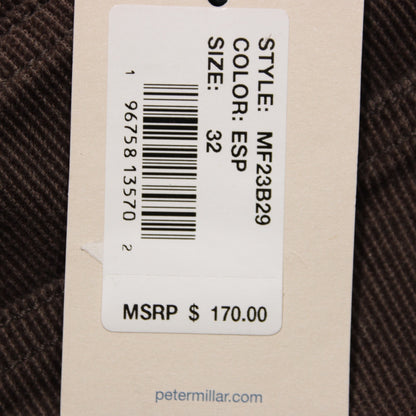 STYLE: MF23B29
COLOR: ESP
SIZE: 32
1 96758 13570 2
MSRP $ 170.00
petermillar.com